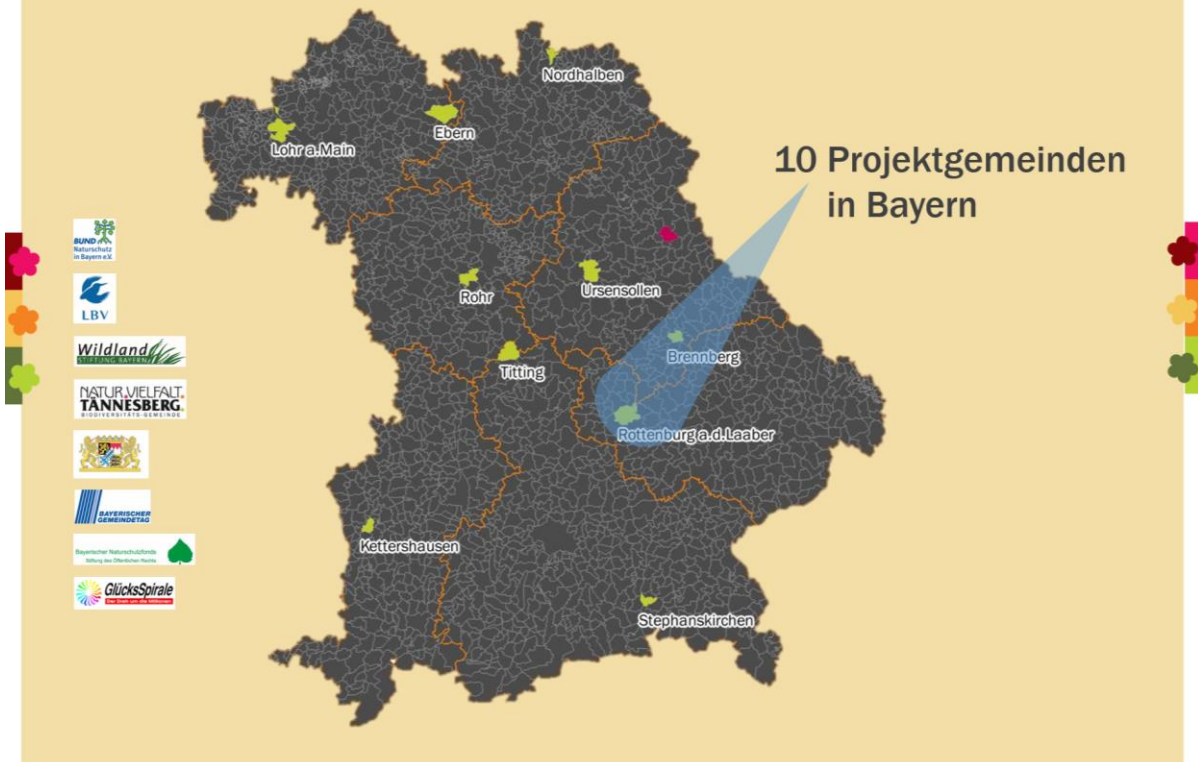 Nordhalben
Ebern
Lohr a.Main
10 Projektgemeinden
in Bayern
BUND
Naturschutz
in Bayern e.V.
LBV
Wildland
STIFTUNG BAYERN
NATUR.VIELFALT.
TÄNNESBERG.
BIODIVERSITÄTS-GEMEINDE
BAYERISCHER
GEMEINDETAG
Bayerischer Naturschutzfonds
Stiftung des Öffentlichen Rechts
GlücksSpirale
Der Dreh um die Millionen
Rohr
Ursensollen
Titting
Brennberg
Rottenburg a.d.Laaber
Kettershausen
Stephanskirchen